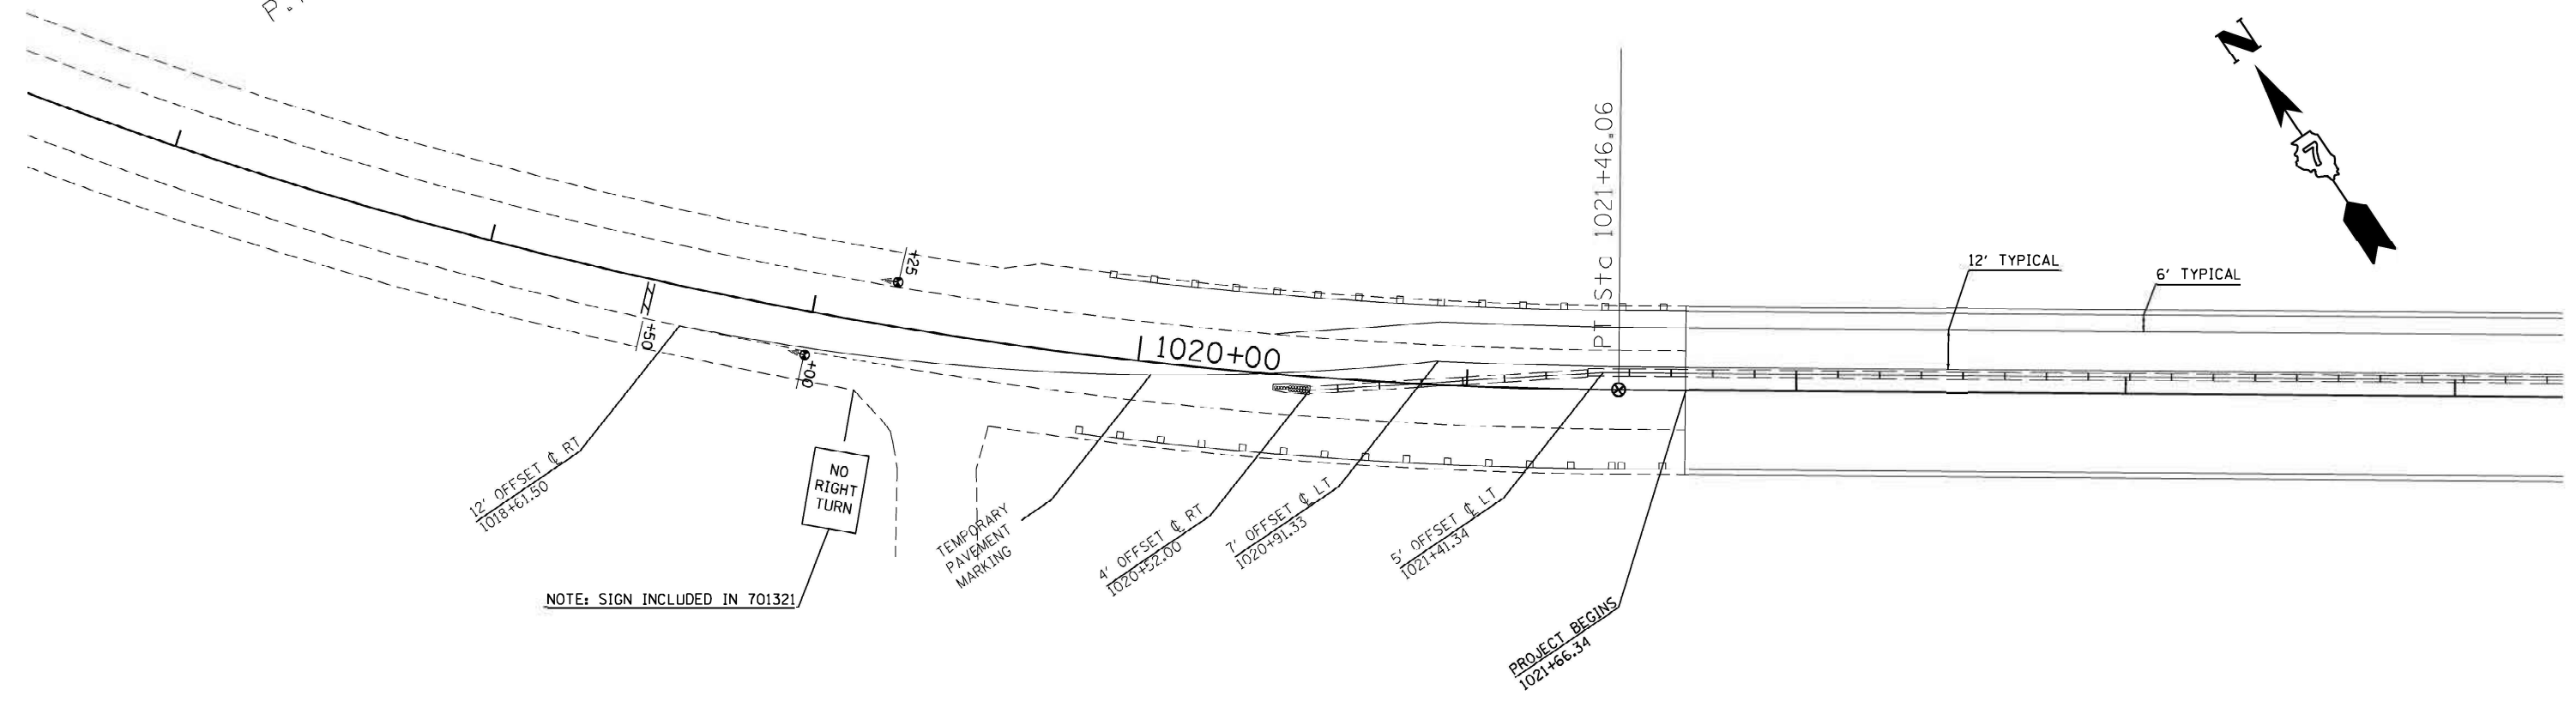 P.
N
7
PT Sta 1021+46.06
+25
12' TYPICAL
6' TYPICAL
+50
1020+00
+00
12' OFFSET ℄ RT
1018+61.50
NO
RIGHT
TURN
TEMPORARY
PAVEMENT
MARKING
4' OFFSET ℄ RT
1020+52.00
7' OFFSET ℄ LT
1020+91.33
5' OFFSET ℄ LT
1021+41.34
NOTE: SIGN INCLUDED IN 701321
PROJECT BEGINS
1021+66.34